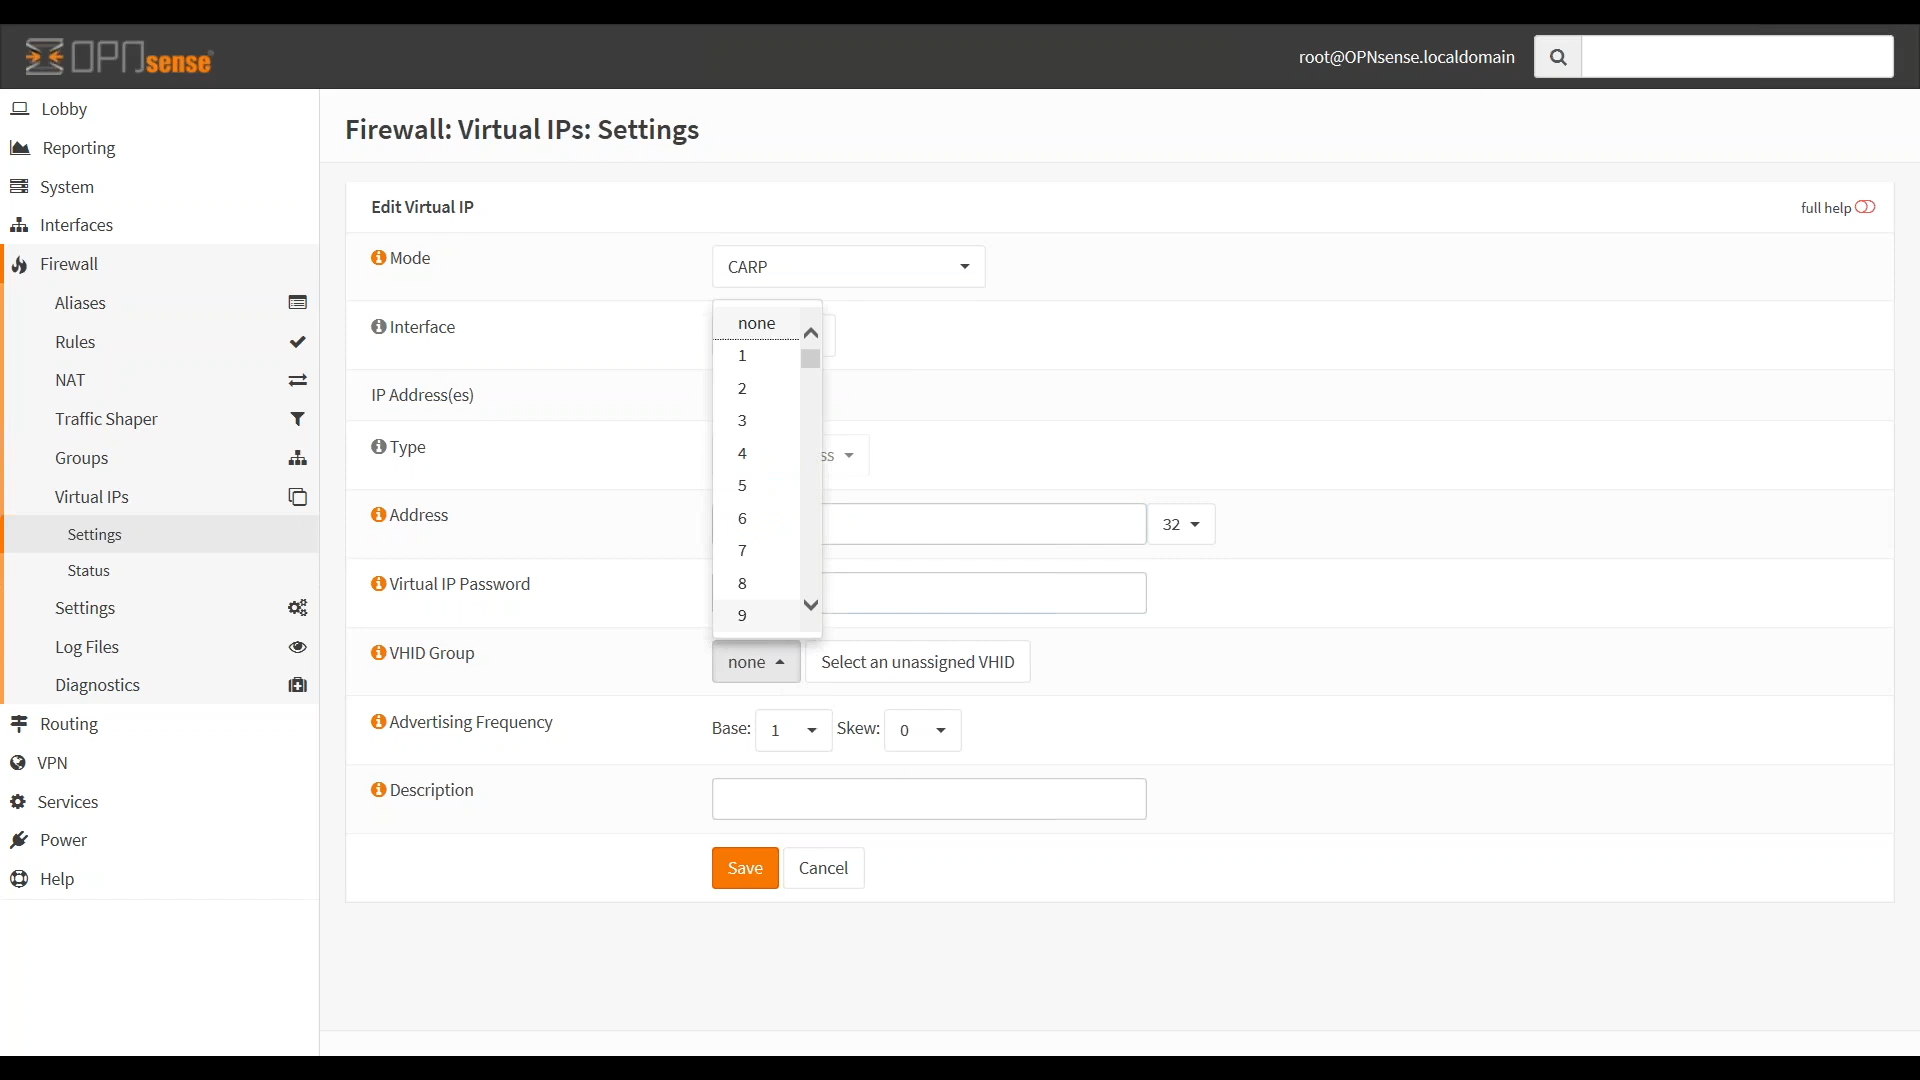 OPNsense
root@OPNsense.localdomain
Lobby
Reporting
System
Interfaces
Firewall
Aliases
Rules
NAT
Traffic Shaper
Groups
Virtual IPs
Settings
Status
Settings
Log Files
Diagnostics
Routing
VPN
Services
Power
Help
Firewall: Virtual IPs: Settings
Edit Virtual IP
full help
Mode
CARP
Interface
IP Address(es)
Type
ss
Address
32
Virtual IP Password
none
1
2
3
4
5
6
7
8
9
VHID Group
none
Select an unassigned VHID
Advertising Frequency
Base: 1 Skew: 0
Description
Save Cancel